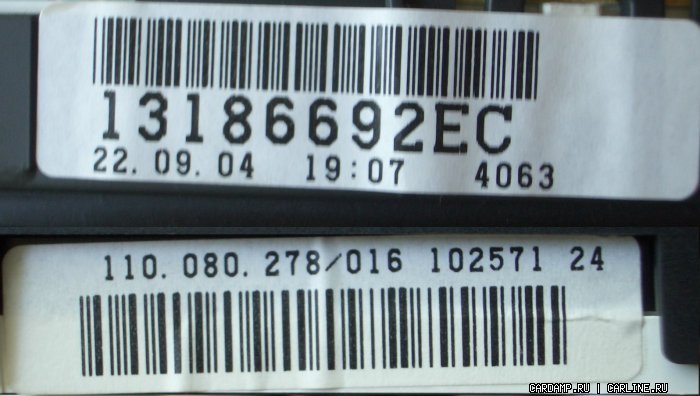 13186692EC
22.09.04 19:07 4063
110.080.278/016 102571 24
CARDAMP.RU | CARLINE.RU